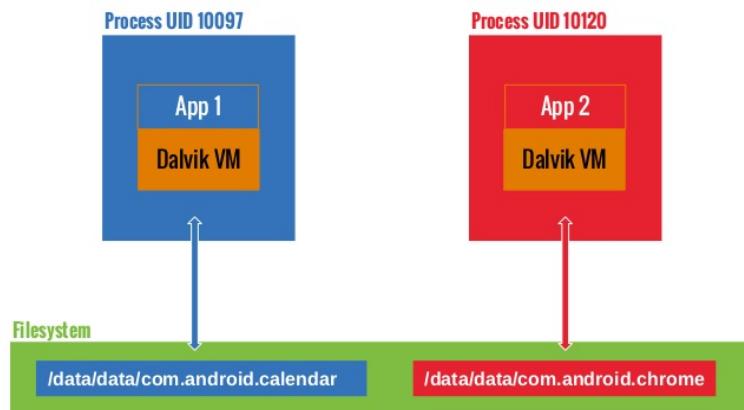 Process UID 10097
Process UID 10120
App 1
App 2
Dalvik VM
Dalvik VM
Filesystem
/data/data/com.android.calendar
/data/data/com.android.chrome